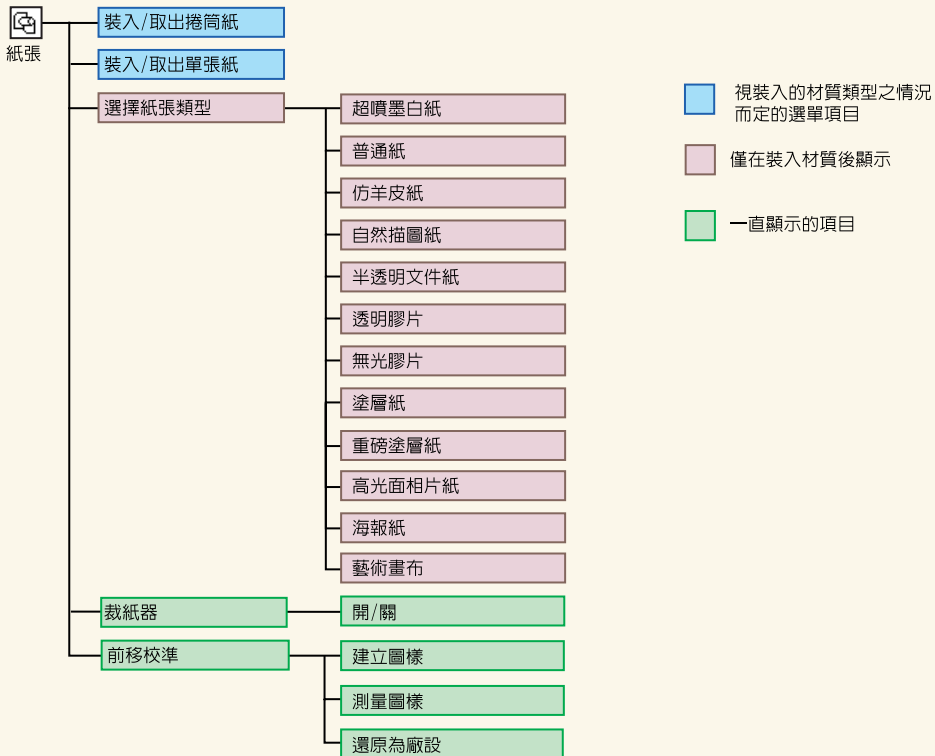 紙張
裝入/取出捲筒紙
裝入/取出單張紙
選擇紙張類型
超噴墨白紙
普通紙
仿羊皮紙
自然描圖紙
半透明文件紙
透明膠片
無光膠片
塗層紙
重磅塗層紙
高光面相片紙
海報紙
藝術畫布
裁紙器
開/關
前移校準
建立圖樣
測量圖樣
還原為廠設
視裝入的材質類型之情況
而定的選單項目
僅在裝入材質後顯示
一直顯示的項目